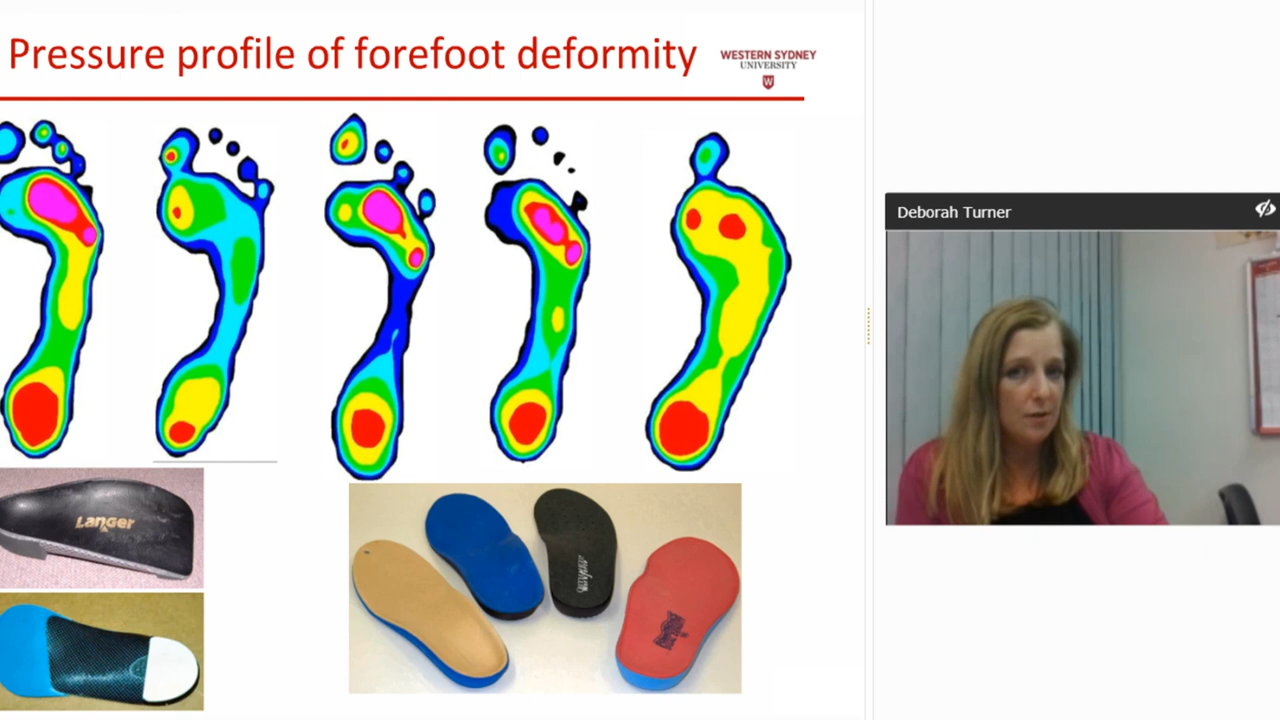 Pressure profile of forefoot deformity
WESTERN SYDNEY
UNIVERSITY
W
Deborah Turner
Langer